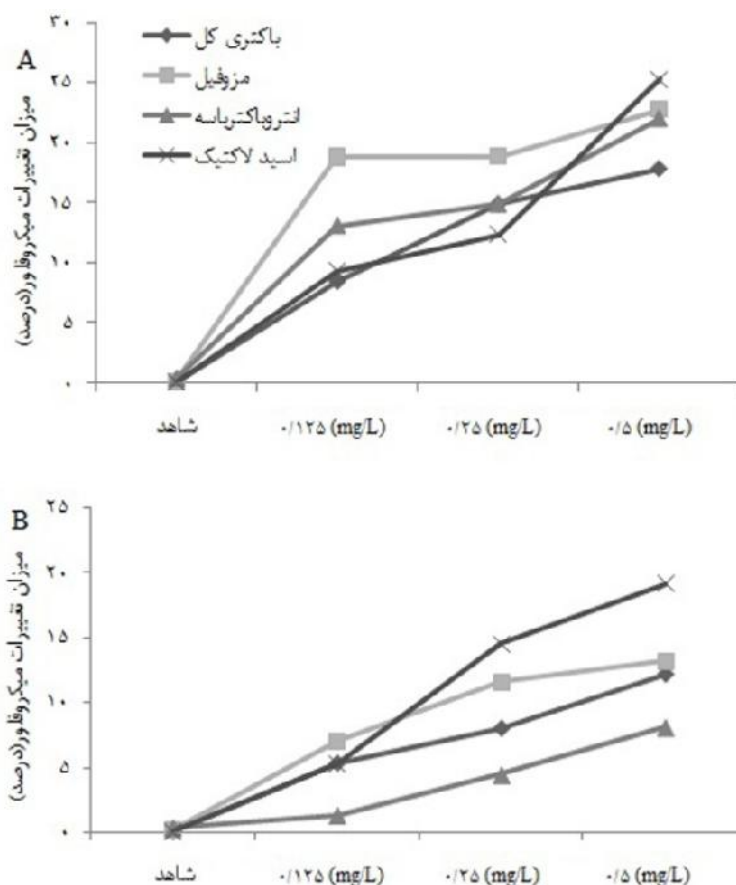 A
میزان تغییرات میکروفلور(درصد)
۳۰
۲۵
۲۰
۱۵
۱۰
۵
۰
باکتری کل
مزوفیل
انتروباکتریاسه
اسید لاکتیک
شاهد
۰/۱۲۵ (mg/L)
۰/۲۵ (mg/L)
۰/۵ (mg/L)
B
میزان تغییرات میکروفلور(درصد)
۲۵
۲۰
۱۵
۱۰
۵
۰
شاهد
۰/۱۲۵ (mg/L)
۰/۲۵ (mg/L)
۰/۵ (mg/L)